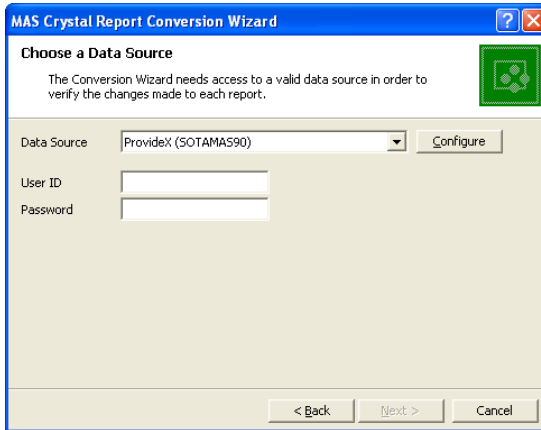 MAS Crystal Report Conversion Wizard
Choose a Data Source
The Conversion Wizard needs access to a valid data source in order to
verify the changes made to each report.
Data Source ProvideX (SOTAMAS90) Configure
User ID
Password
< Back Next > Cancel